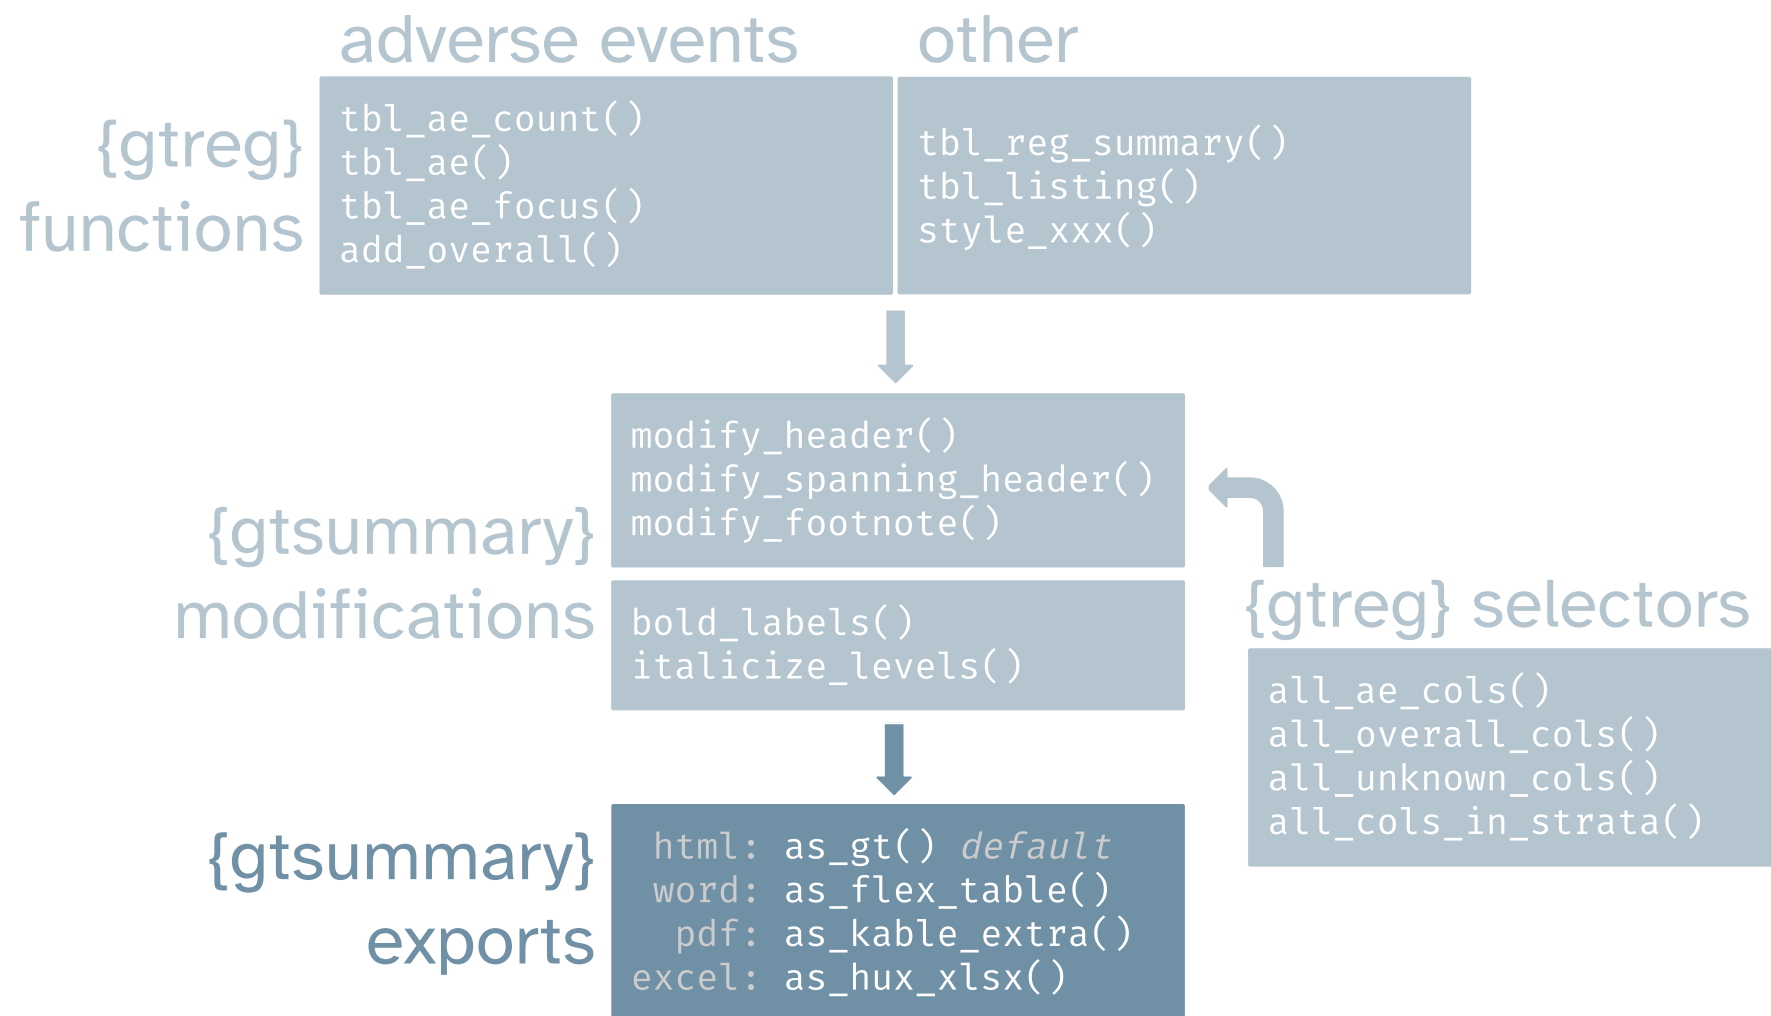 adverse events
other
{gtreg}
functions
tbl_ae_count()
tbl_ae()
tbl_ae_focus()
add_overall()
tbl_reg_summary()
tbl_listing()
style_xxx()
{gtsummary}
modifications
modify_header()
modify_spanning_header()
modify_footnote()
bold_labels()
italicize_levels()
{gtreg} selectors
all_ae_cols()
all_overall_cols()
all_unknown_cols()
all_cols_in_strata()
{gtsummary}
exports
html: as_gt() default
word: as_flex_table()
pdf: as_kable_extra()
excel: as_hux_xlsx()